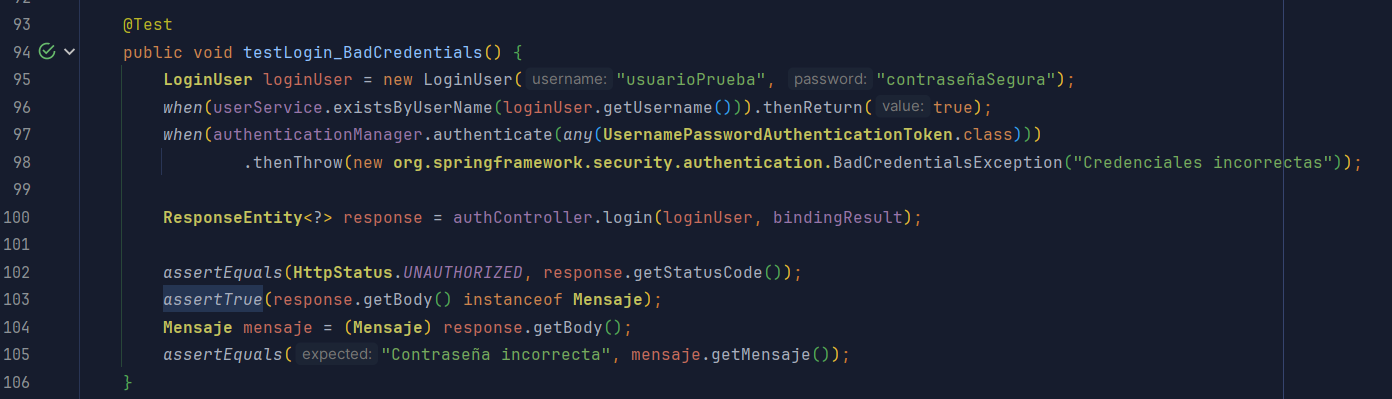 93 @Test
94 public void testLogin_BadCredentials() {
95 LoginUser loginUser = new LoginUser( username: "usuarioPrueba", password: "contraseñaSegura");
96 when(userService.existsByUserName(loginUser.getUsername())).thenReturn( value: true);
97 when(authenticationManager.authenticate(any(UsernamePasswordAuthenticationToken.class)))
98 .thenThrow(new org.springframework.security.authentication.BadCredentialsException("Credenciales incorrectas"));
99
100 ResponseEntity<?> response = authController.login(loginUser, bindingResult);
101
102 assertEquals(HttpStatus.UNAUTHORIZED, response.getStatusCode());
103 assertTrue(response.getBody() instanceof Mensaje);
104 Mensaje mensaje = (Mensaje) response.getBody();
105 assertEquals( expected: "Contraseña incorrecta", mensaje.getMensaje());
106 }